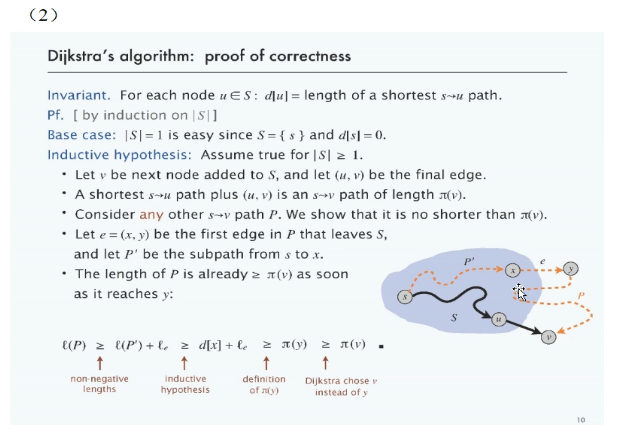 (2)
Dijkstra's algorithm: proof of correctness
Invariant. For each node u ∈ S: d[u] = length of a shortest s↝u path.
Pf. [ by induction on |S| ]
Base case: |S| = 1 is easy since S = { s } and d[s] = 0.
Inductive hypothesis: Assume true for |S| ≥ 1.
• Let v be next node added to S, and let (u, v) be the final edge.
• A shortest s↝u path plus (u, v) is an s↝v path of length π(v).
• Consider any other s↝v path P. We show that it is no shorter than π(v).
• Let e = (x, y) be the first edge in P that leaves S,
and let P' be the subpath from s to x.
• The length of P is already ≥ π(v) as soon
as it reaches y:
P'
e
x
y
s
P
S
u
v
ℓ(P) ≥ ℓ(P') + ℓe ≥ d[x] + ℓe ≥ π(y) ≥ π(v) ▪
non-negative
lengths
inductive
hypothesis
definition
of π(y)
Dijkstra chose v
instead of y
10